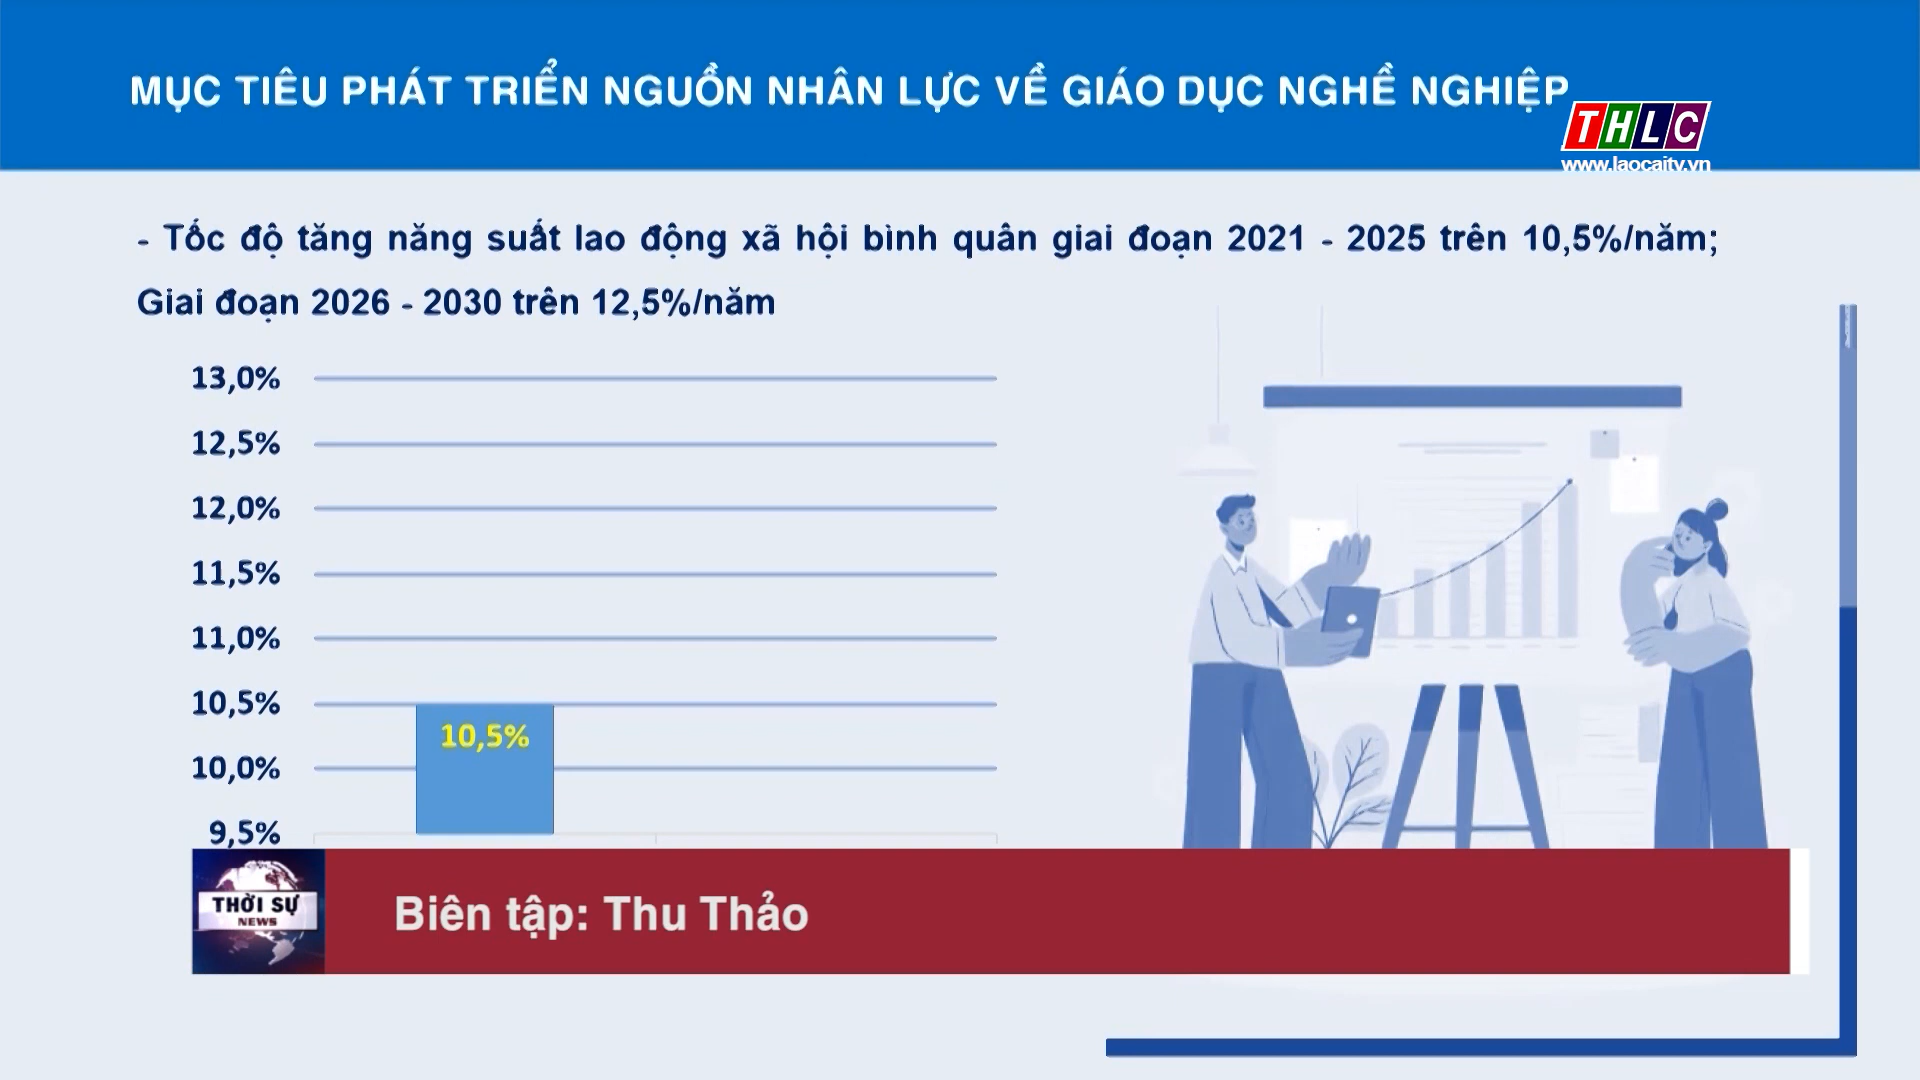 MỤC TIÊU PHÁT TRIỂN NGUỒN NHÂN LỰC VỀ GIÁO DỤC NGHỀ NGHIỆP
THLC
www.laocaitv.vn
- Tốc độ tăng năng suất lao động xã hội bình quân giai đoạn 2021 - 2025 trên 10,5%/năm;
Giai đoạn 2026 - 2030 trên 12,5%/năm
13,0%
12,5%
12,0%
11,5%
11,0%
10,5%
10,5%
10,0%
9,5%
THỜI SỰ
NEWS
Biên tập: Thu Thảo